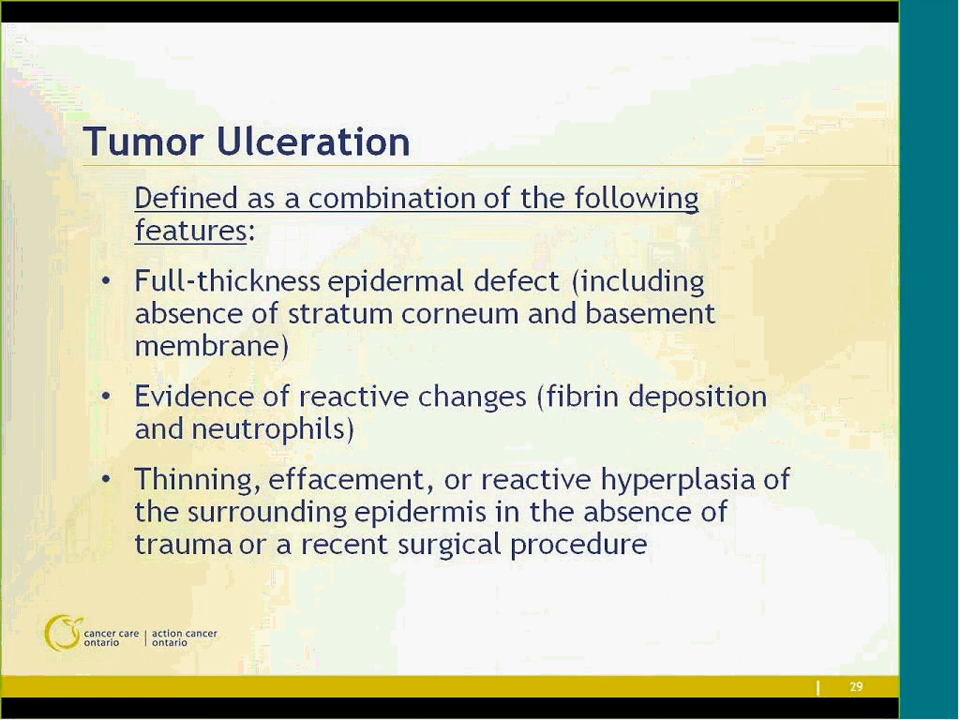 Tumor Ulceration
Defined as a combination of the following
features:
• Full-thickness epidermal defect (including
absence of stratum corneum and basement
membrane)
• Evidence of reactive changes (fibrin deposition
and neutrophils)
• Thinning, effacement, or reactive hyperplasia of
the surrounding epidermis in the absence of
trauma or a recent surgical procedure
cancer care | action cancer
ontario | ontario
| 29